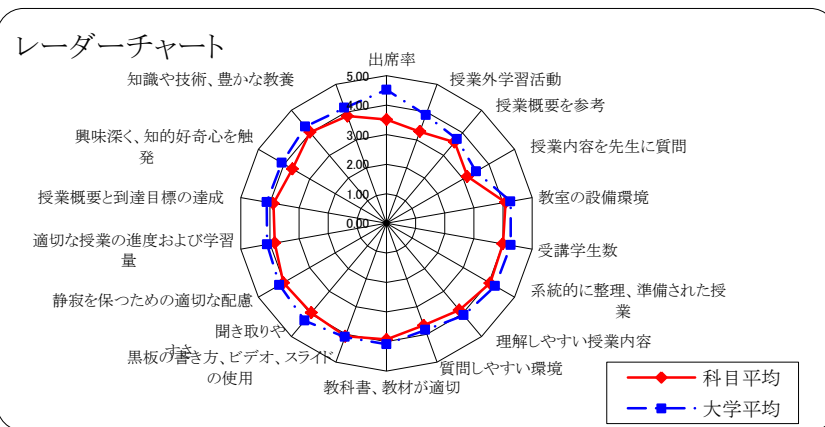 レーダーチャート
出席率
授業外学習活動
授業概要を参考
授業内容を先生に質問
教室の設備環境
受講学生数
系統的に整理、準備された授
業
理解しやすい授業内容
質問しやすい環境
教科書、教材が適切
黒板の書き方、ビデオ、スライド
の使用
聞き取りや
すさ
静寂を保つための適切な配慮
適切な授業の進度および学習
量
授業概要と到達目標の達成
興味深く、知的好奇心を触
発
知識や技術、豊かな教養
5.00
4.00
3.00
2.00
1.00
0.00
科目平均
大学平均